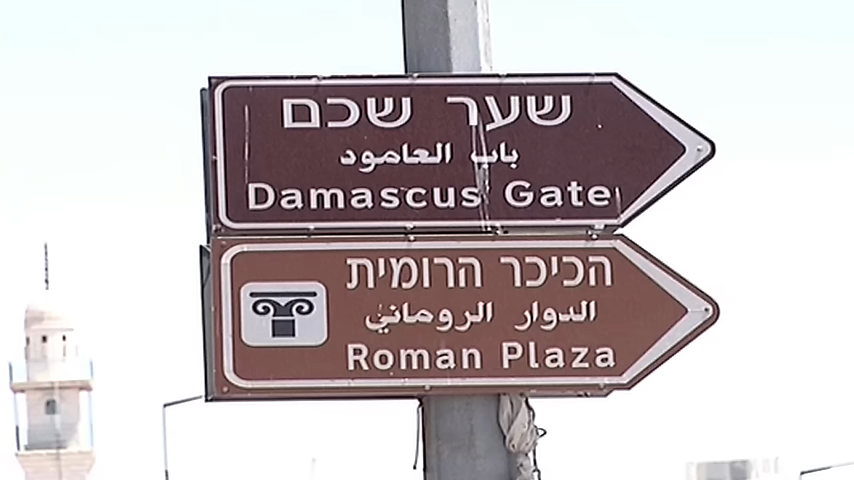 שער שכם
باب العامود
Damascus Gate
הכיכר הרומית
الدوار الروماني
Roman Plaza